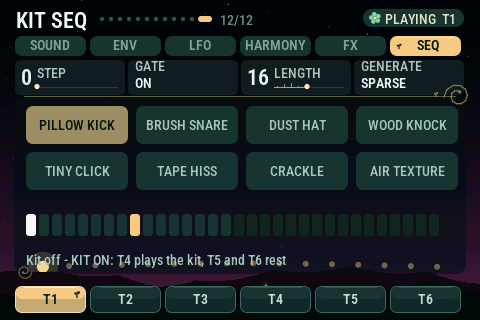 KIT SEQ 12/12 PLAYING T1
SOUND ENV LFO HARMONY FX SEQ
0 STEP GATE ON 16 LENGTH GENERATE SPARSE
PILLOW KICK BRUSH SNARE DUST HAT WOOD KNOCK
TINY CLICK TAPE HISS CRACKLE AIR TEXTURE
Kit off - KIT ON: T4 plays the kit, T5 and T6 rest
T1 T2 T3 T4 T5 T6